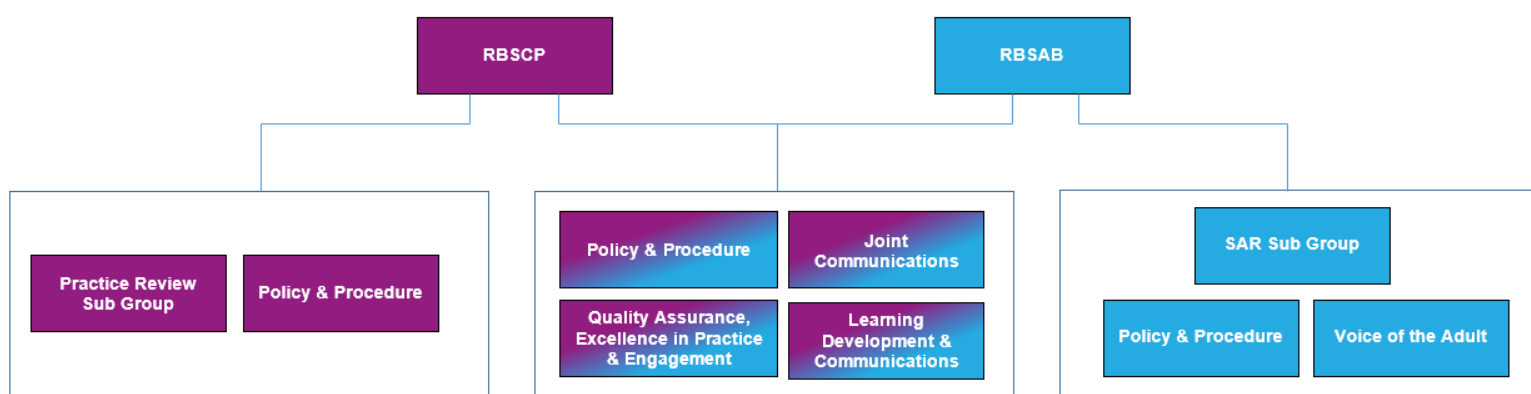 RBSCP
RBSAB
Practice Review
Sub Group
Policy & Procedure
Policy & Procedure
Joint
Communications
Quality Assurance,
Excellence in Practice
& Engagement
Learning
Development &
Communications
SAR Sub Group
Policy & Procedure
Voice of the Adult